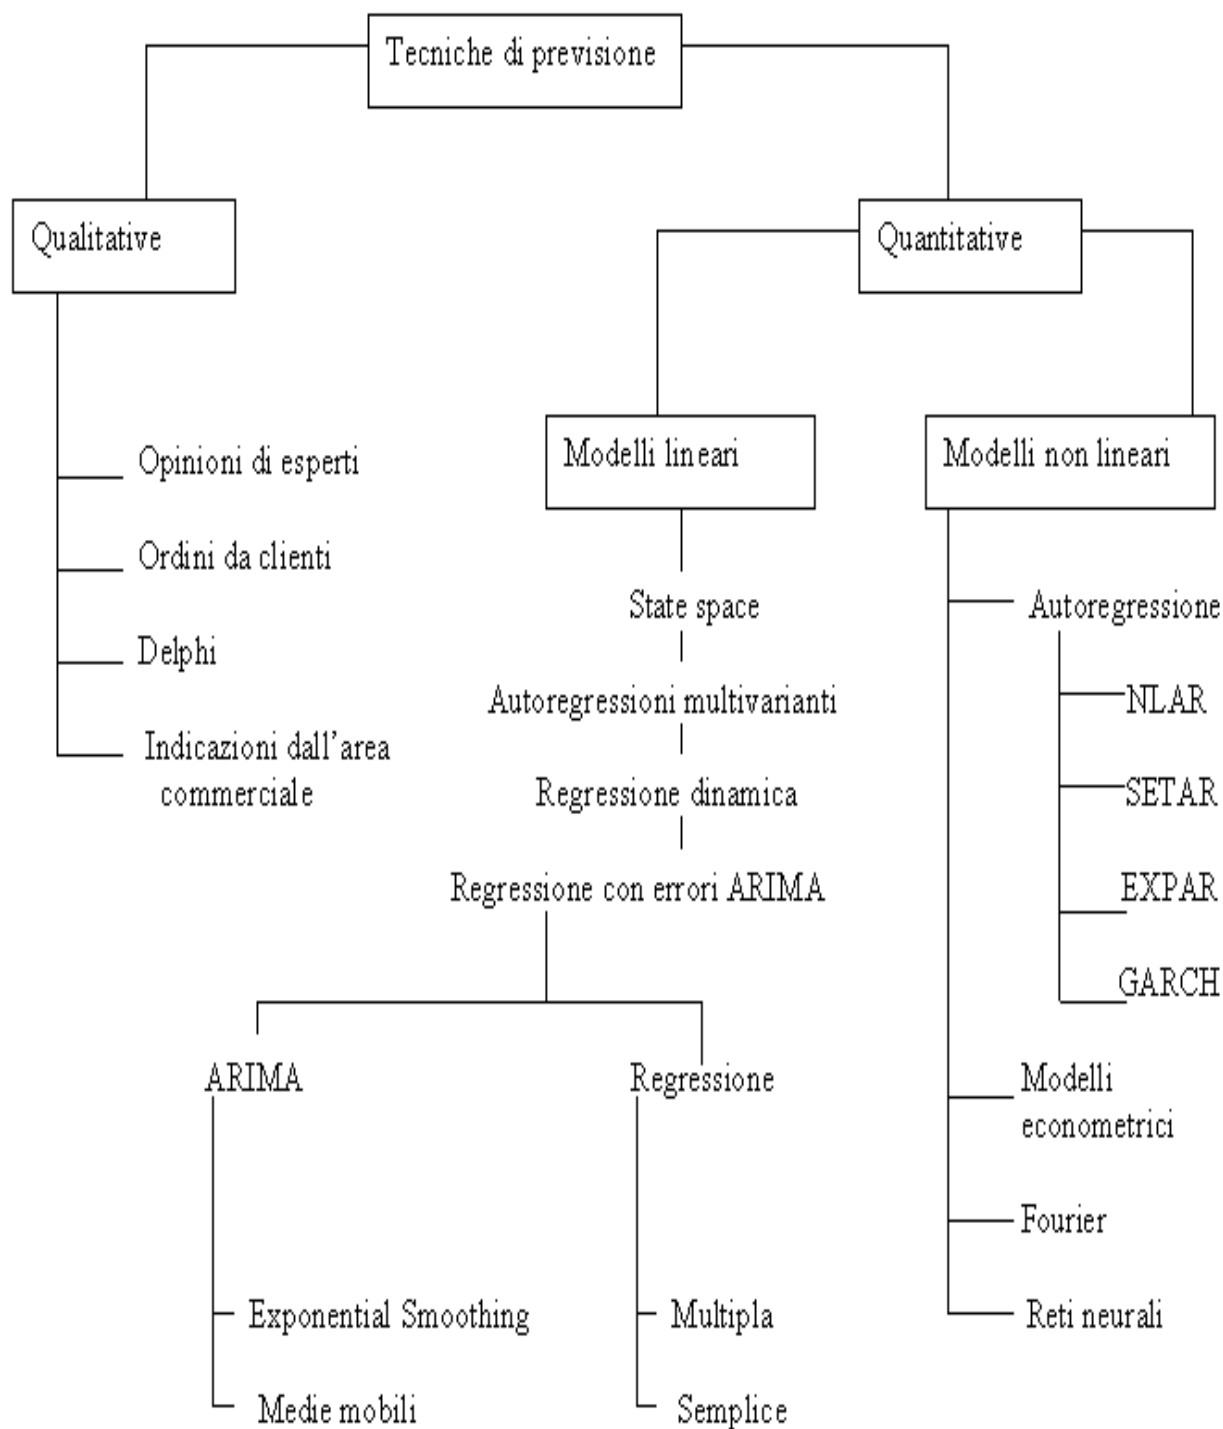 Tecniche di previsione
Qualitative
Quantitative
Modelli lineari
Modelli non lineari
Opinioni di esperti
Ordini da clienti
Delphi
Indicazioni dall'area
commerciale
State space
Autoregressioni multivarianti
Regressione dinamica
Regressione con errori ARIMA
ARIMA
Exponential Smoothing
Medie mobili
Regressione
Multipla
Semplice
Autoregressione
NLAR
SETAR
EXPAR
GARCH
Modelli
econometrici
Fourier
Reti neurali